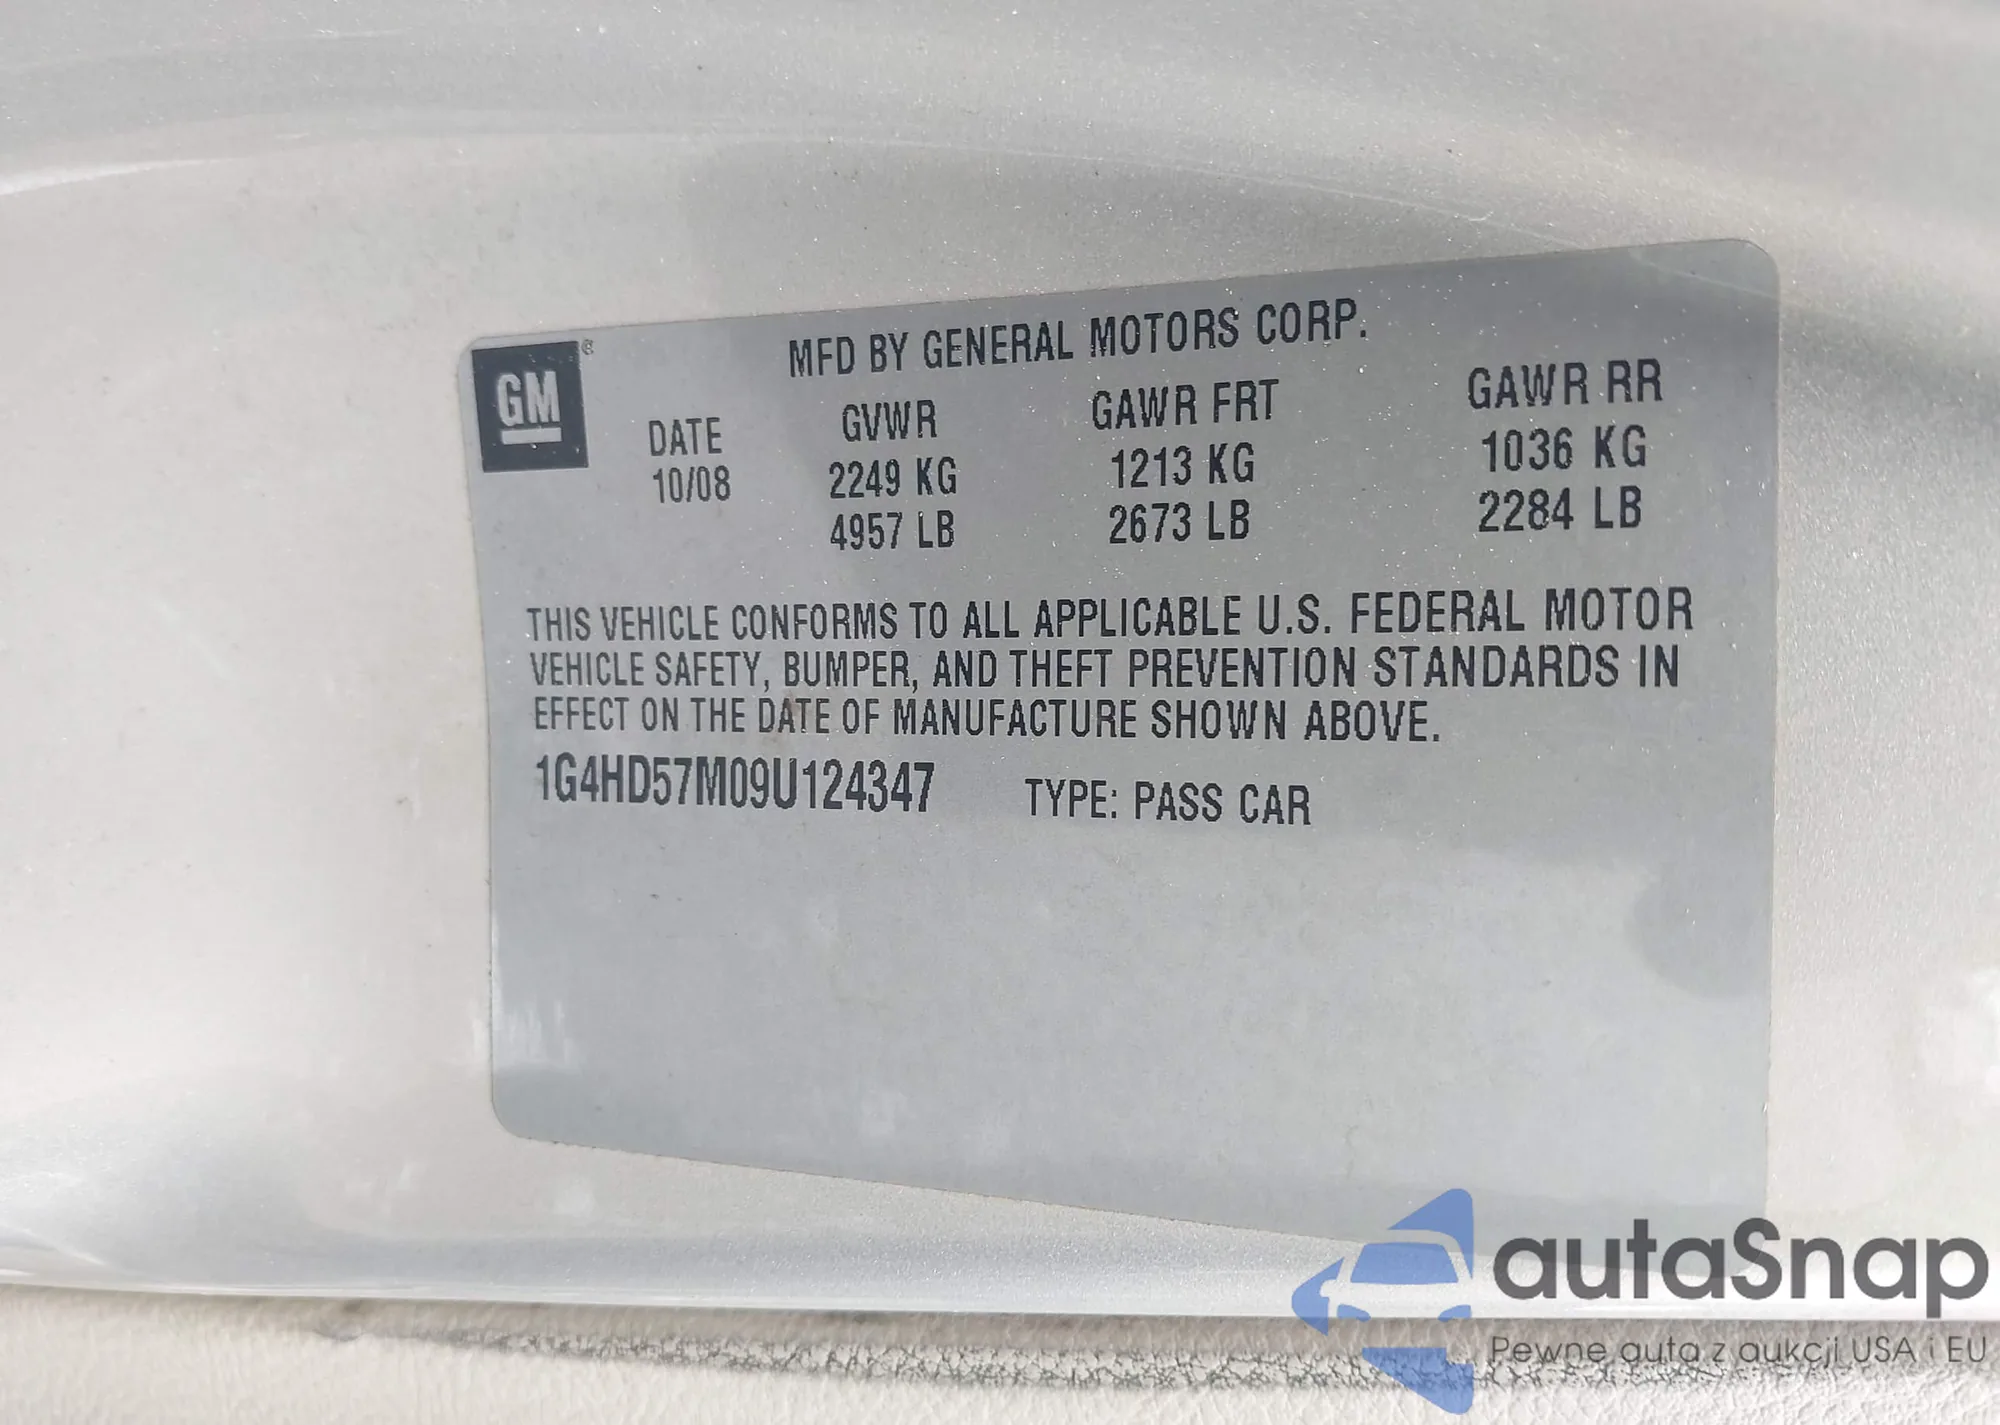 GM ®
MFD BY GENERAL MOTORS CORP.
DATE GVWR GAWR FRT GAWR RR
10/08 2249 KG 1213 KG 1036 KG
4957 LB 2673 LB 2284 LB
THIS VEHICLE CONFORMS TO ALL APPLICABLE U.S. FEDERAL MOTOR
VEHICLE SAFETY, BUMPER, AND THEFT PREVENTION STANDARDS IN
EFFECT ON THE DATE OF MANUFACTURE SHOWN ABOVE.
1G4HD57M09U124347 TYPE: PASS CAR
autaSnap
Pewne auta z aukcji USA i EU